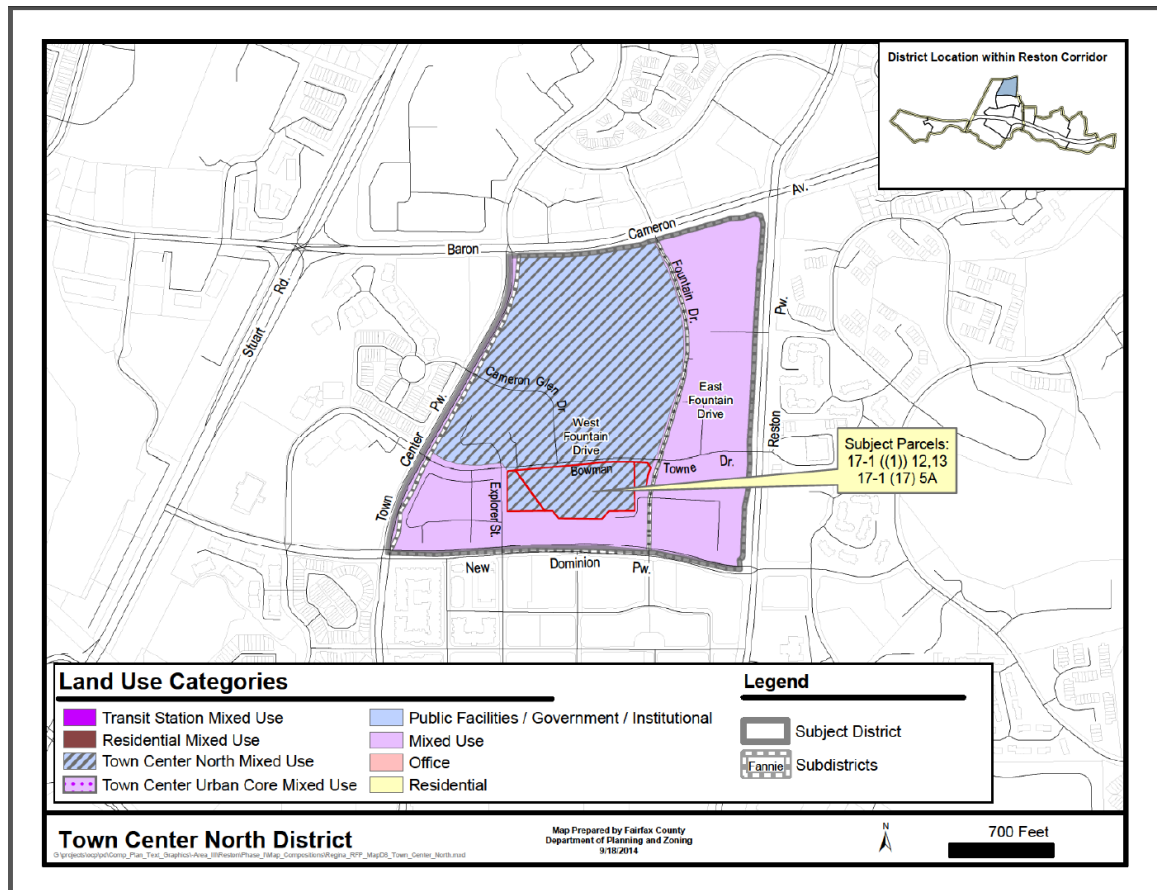 District Location within Reston Corridor
Av.
Cameron
Baron
Fountain Dr.
Rd.
Stuart
Pw.
Cameron Glen Dr.
Pw.
East
Fountain
Drive
West
Fountain
Drive
Center
Reston
Subject Parcels:
17-1 ((1)) 12,13
17-1 (17) 5A
Bowman Towne Dr.
Explorer St.
Town
New Dominion Pw.
Land Use Categories
Transit Station Mixed Use
Residential Mixed Use
Town Center North Mixed Use
Town Center Urban Core Mixed Use
Public Facilities / Government / Institutional
Mixed Use
Office
Residential
Legend
Subject District
Fannie Subdistricts
Town Center North District
Map Prepared by Fairfax County
Department of Planning and Zoning
9/18/2014
N
700 Feet